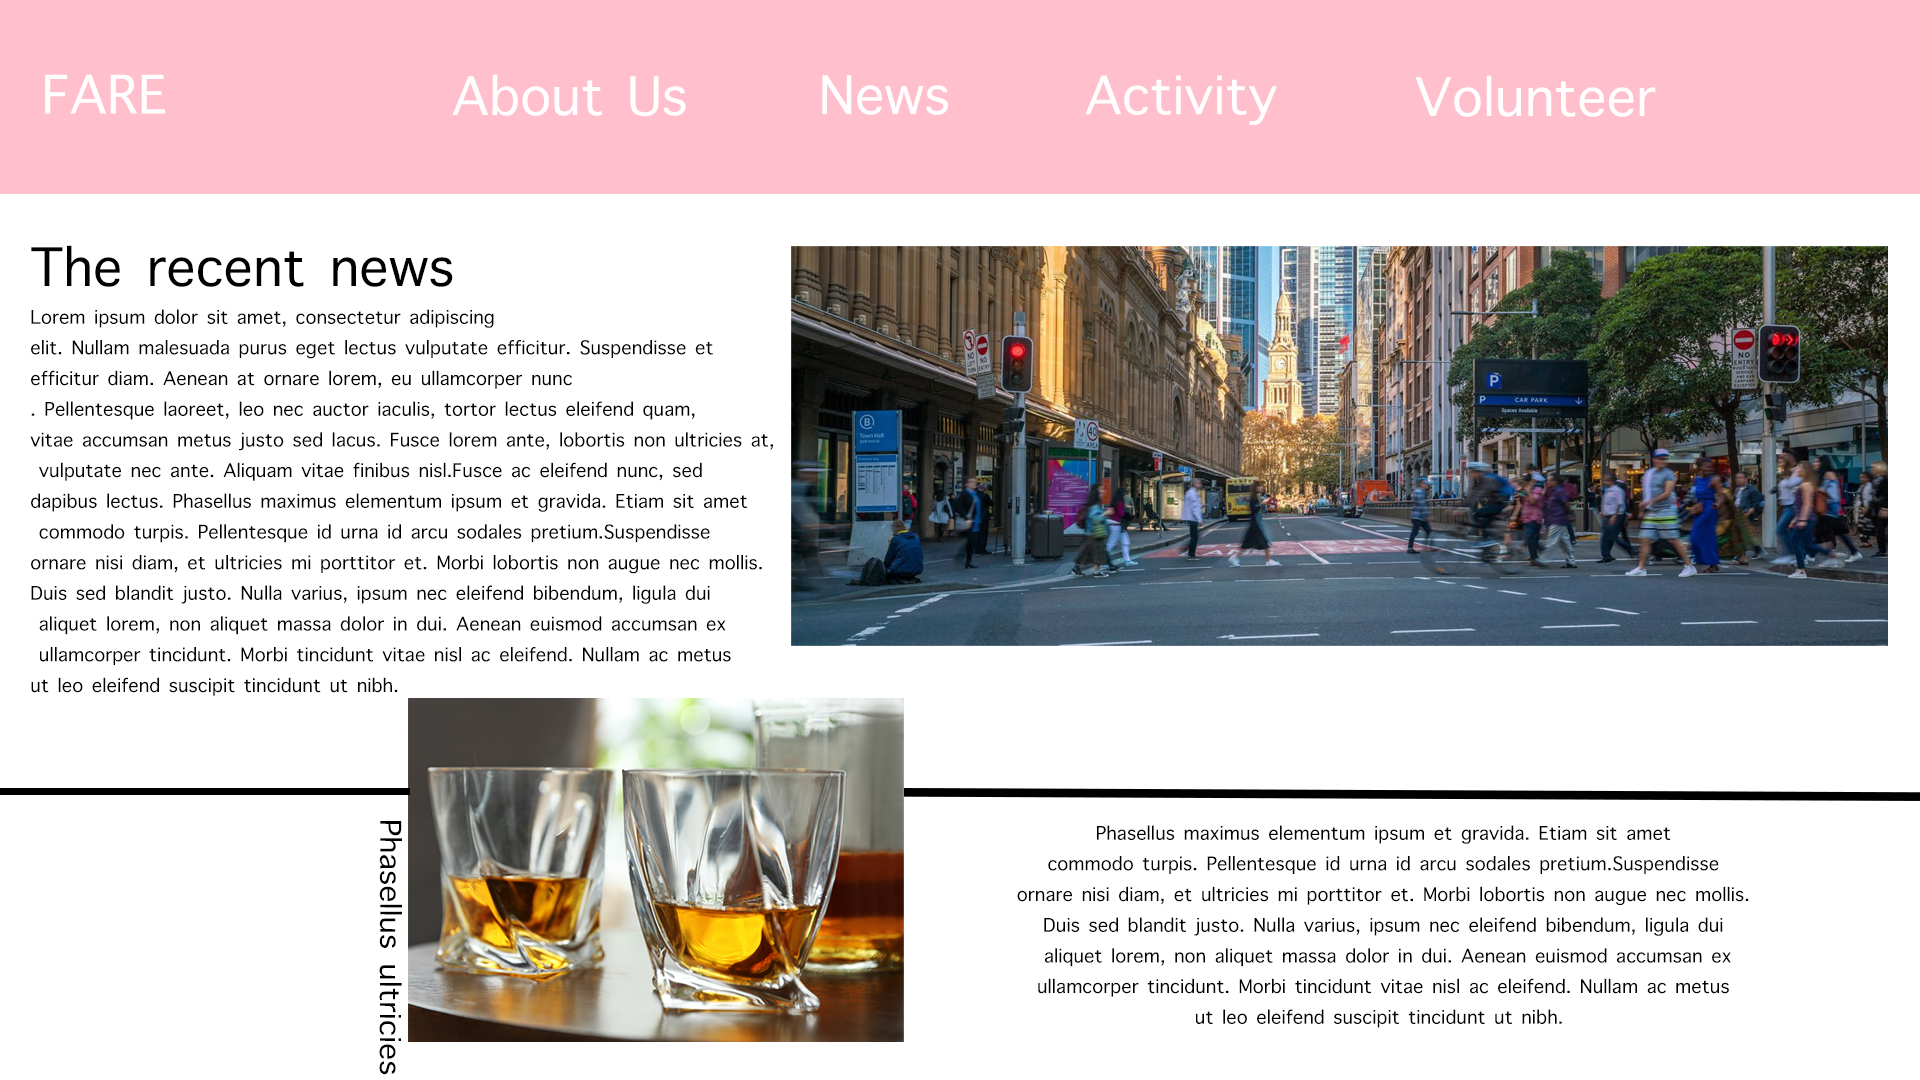 FARE
About Us
News
Activity
Volunteer
The recent news
Lorem ipsum dolor sit amet, consectetur adipiscing
elit. Nullam malesuada purus eget lectus vulputate efficitur. Suspendisse et
efficitur diam. Aenean at ornare lorem, eu ullamcorper nunc
. Pellentesque laoreet, leo nec auctor iaculis, tortor lectus eleifend quam,
vitae accumsan metus justo sed lacus. Fusce lorem ante, lobortis non ultricies at,
vulputate nec ante. Aliquam vitae finibus nisl.Fusce ac eleifend nunc, sed
dapibus lectus. Phasellus maximus elementum ipsum et gravida. Etiam sit amet
commodo turpis. Pellentesque id urna id arcu sodales pretium.Suspendisse
ornare nisi diam, et ultricies mi porttitor et. Morbi lobortis non augue nec mollis.
Duis sed blandit justo. Nulla varius, ipsum nec eleifend bibendum, ligula dui
aliquet lorem, non aliquet massa dolor in dui. Aenean euismod accumsan ex
ullamcorper tincidunt. Morbi tincidunt vitae nisl ac eleifend. Nullam ac metus
ut leo eleifend suscipit tincidunt ut nibh.
B
Town Hall
40
AREA
P
P CAR PARK
Spaces Available
NO
ENTRY
Phasellus ultricies
Phasellus maximus elementum ipsum et gravida. Etiam sit amet
commodo turpis. Pellentesque id urna id arcu sodales pretium.Suspendisse
ornare nisi diam, et ultricies mi porttitor et. Morbi lobortis non augue nec mollis.
Duis sed blandit justo. Nulla varius, ipsum nec eleifend bibendum, ligula dui
aliquet lorem, non aliquet massa dolor in dui. Aenean euismod accumsan ex
ullamcorper tincidunt. Morbi tincidunt vitae nisl ac eleifend. Nullam ac metus
ut leo eleifend suscipit tincidunt ut nibh.